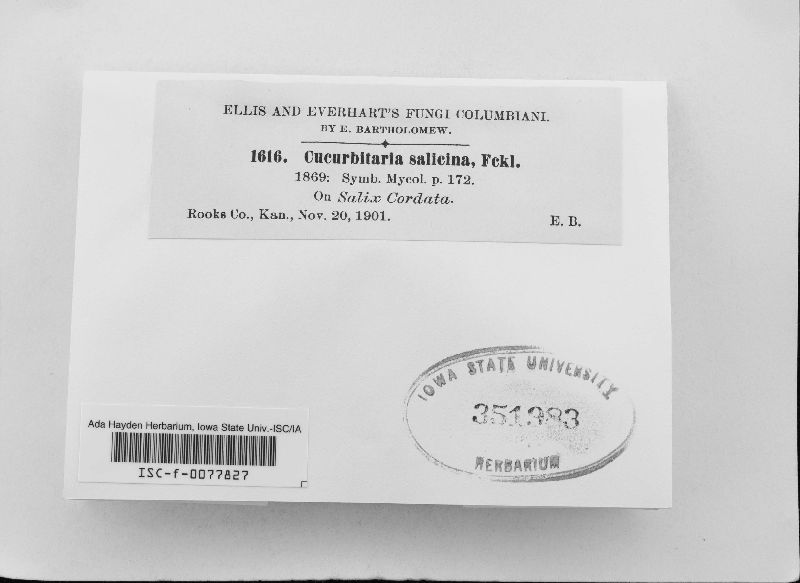 ELLIS AND EVERHART'S FUNGI COLUMBIANI.
BY E. BARTHOLOMEW.
1616. Cucurbitaria salicina, Fckl.
1869: Symb. Mycol. p. 172.
On Salix Cordata.
Rooks Co., Kan., Nov. 20, 1901. E. B.
IOWA STATE UNIVERSITY
351983
HERBARIUM
Ada Hayden Herbarium, Iowa State Univ.-ISC/IA
ISC-f-0077827